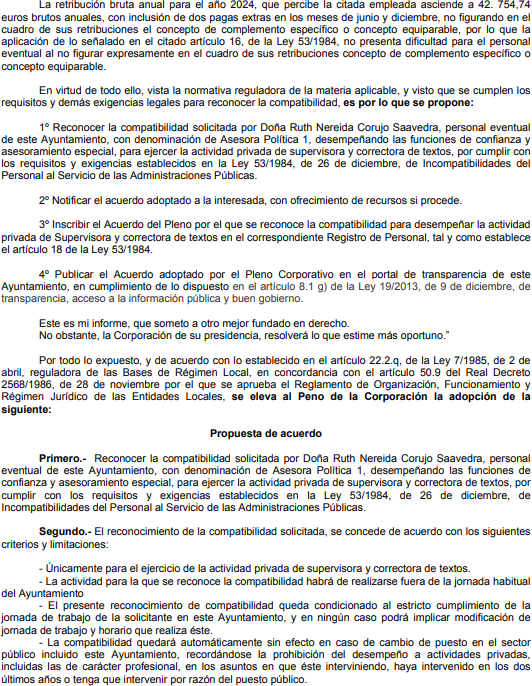 La retribución bruta anual para el año 2024, que percibe la citada empleada asciende a 42. 754,74
euros brutos anuales, con inclusión de dos pagas extras en los meses de junio y diciembre, no figurando en el
cuadro de sus retribuciones el concepto de complemento específico o concepto equiparable, por lo que la
aplicación de lo señalado en el citado artículo 16, de la Ley 53/1984, no presenta dificultad para el personal
eventual al no figurar expresamente en el cuadro de sus retribuciones concepto de complemento específico o
concepto equiparable.
En virtud de todo ello, vista la normativa reguladora de la materia aplicable, y visto que se cumplen los
requisitos y demás exigencias legales para reconocer la compatibilidad, es por lo que se propone:
1º Reconocer la compatibilidad solicitada por Doña Ruth Nereida Corujo Saavedra, personal eventual
de este Ayuntamiento, con denominación de Asesora Política 1, desempeñando las funciones de confianza y
asesoramiento especial, para ejercer la actividad privada de supervisora y correctora de textos, por cumplir con
los requisitos y exigencias establecidos en la Ley 53/1984, de 26 de diciembre, de Incompatibilidades del
Personal al Servicio de las Administraciones Públicas.
2º Notificar el acuerdo adoptado a la interesada, con ofrecimiento de recursos si procede.
3º Inscribir el Acuerdo del Pleno por el que se reconoce la compatibilidad para desempeñar la actividad
privada de Supervisora y correctora de textos en el correspondiente Registro de Personal, tal y como establece
el artículo 18 de la Ley 53/1984.
4º Publicar el Acuerdo adoptado por el Pleno Corporativo en el portal de transparencia de este
Ayuntamiento, en cumplimiento de lo dispuesto en el artículo 8.1 g) de la Ley 19/2013, de 9 de diciembre, de
transparencia, acceso a la información pública y buen gobierno.
Este es mi informe, que someto a otro mejor fundado en derecho.
No obstante, la Corporación de su presidencia, resolverá lo que estime más oportuno.”
Por todo lo expuesto, y de acuerdo con lo establecido en el artículo 22.2.q, de la Ley 7/1985, de 2 de
abril, reguladora de las Bases de Régimen Local, en concordancia con el artículo 50.9 del Real Decreto
2568/1986, de 28 de noviembre por el que se aprueba el Reglamento de Organización, Funcionamiento y
Régimen Jurídico de las Entidades Locales, se eleva al Peno de la Corporación la adopción de la
siguiente:
Propuesta de acuerdo
Primero.- Reconocer la compatibilidad solicitada por Doña Ruth Nereida Corujo Saavedra, personal
eventual de este Ayuntamiento, con denominación de Asesora Política 1, desempeñando las funciones de
confianza y asesoramiento especial, para ejercer la actividad privada de supervisora y correctora de textos, por
cumplir con los requisitos y exigencias establecidos en la Ley 53/1984, de 26 de diciembre, de
Incompatibilidades del Personal al Servicio de las Administraciones Públicas.
Segundo.- El reconocimiento de la compatibilidad solicitada, se concede de acuerdo con los siguientes
criterios y limitaciones:
- Únicamente para el ejercicio de la actividad privada de supervisora y correctora de textos.
- La actividad para la que se reconoce la compatibilidad habrá de realizarse fuera de la jornada habitual
del Ayuntamiento
- El presente reconocimiento de compatibilidad queda condicionado al estricto cumplimiento de la
jornada de trabajo de la solicitante en este Ayuntamiento, y en ningún caso podrá implicar modificación de
jornada de trabajo y horario que realiza éste.
- La compatibilidad quedará automáticamente sin efecto en caso de cambio de puesto en el sector
público incluido este Ayuntamiento, recordándose la prohibición del desempeño a actividades privadas,
incluidas las de carácter profesional, en los asuntos en que éste interviniendo, haya intervenido en los dos
últimos años o tenga que intervenir por razón del puesto público.